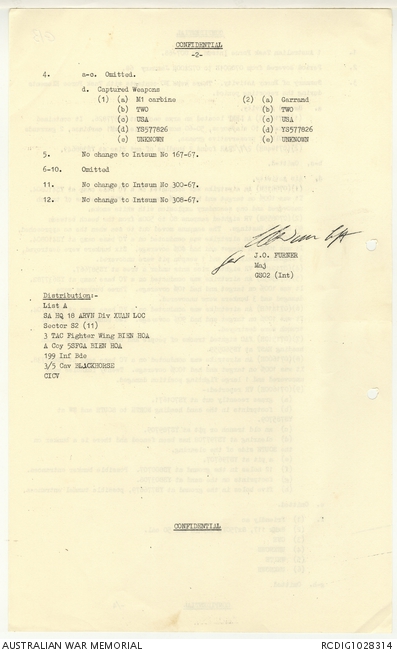 CONFIDENTIAL
-2-
4. a-c. Omitted.
d. Captured Weapons
(1) (a) M1 carbine (2) (a) Garrand
(b) TWO (b) TWO
(c) USA (c) USA
(d) YS577826 (d) YS577826
(e) UNKNOWN (e) UNKNOWN
5. No change to Intsum No 167-67.
6-10. Omitted
11. No change to Intsum No 300-67.
12. No change to Intsum No 308-67.
for
J.O. FURNER
Maj
GSO2 (Int)
Distribution:-
List A
SA HQ 18 ARVN Div XUAN LOC
Sector S2 (11)
3 TAC Fighter Wing BIEN HOA
A Coy 5SFGA BIEN HOA
199 Inf Bde
3/5 Cav BLACKHORSE
CICV
CONFIDENTIAL
AUSTRALIAN WAR MEMORIAL RCDIG1028314